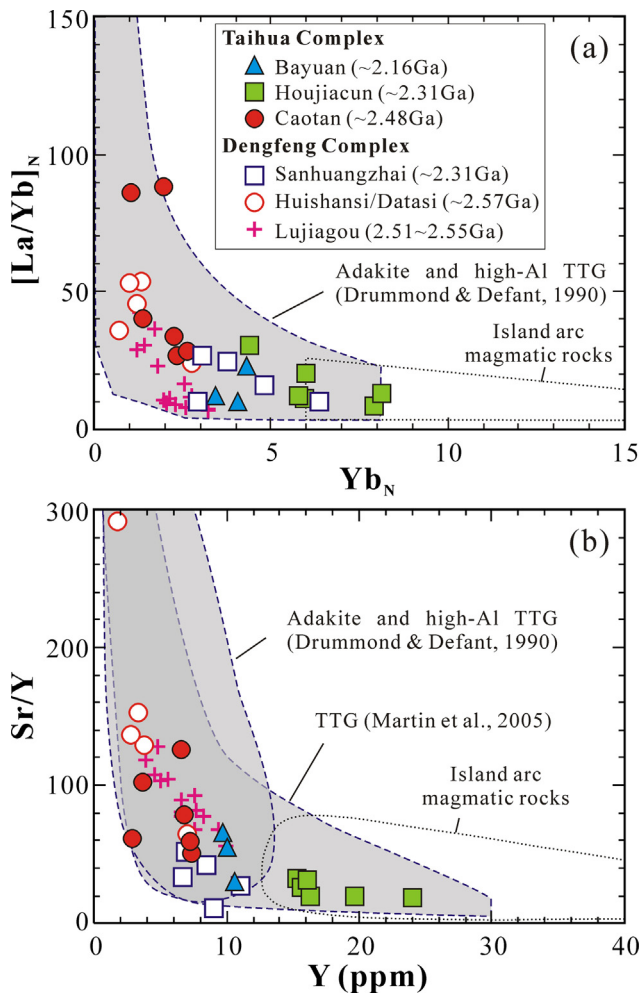 (a)
150
100
50
0
[La/Yb]N
Taihua Complex
Bayuan (~2.16Ga)
Houjiacun (~2.31Ga)
Caotan (~2.48Ga)
Dengfeng Complex
Sanhuangzhai (~2.31Ga)
Huishansi/Datasi (~2.57Ga)
Lujiagou (2.51~2.55Ga)
Adakite and high-Al TTG
(Drummond & Defant, 1990)
Island arc
magmatic rocks
0 5 10 15
YbN
(b)
300
200
100
0
Sr/Y
Adakite and high-Al TTG
(Drummond & Defant, 1990)
TTG (Martin et al., 2005)
Island arc
magmatic rocks
0 10 20 30 40
Y (ppm)